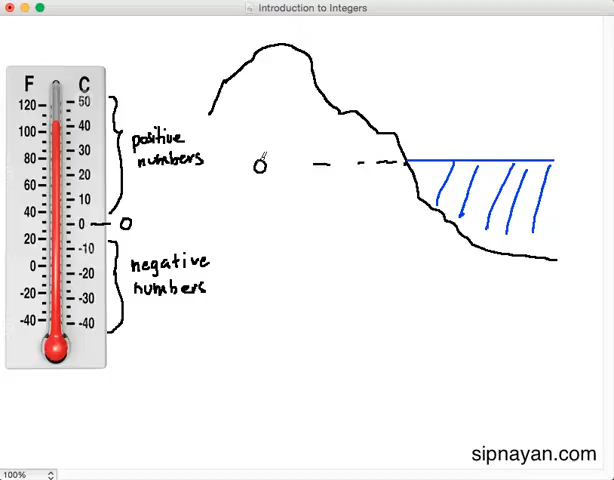 Introduction to Integers
F C
120 50
100 40
80 30
60 20
40 10
20 0
0 -10
-20 -20
-40 -30
-40
positive
numbers
0
negative
numbers
0
sipnayan.com
100%